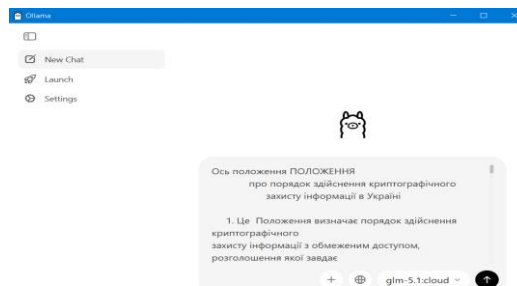 Ollama
New Chat
Launch
Settings
Ось положення ПОЛОЖЕННЯ
про порядок здійснення криптографічного
захисту інформації в Україні
1. Це Положення визначає порядок здійснення
криптографічного
захисту інформації з обмеженим доступом,
розголошення якої завдає
glm-5.1:cloud